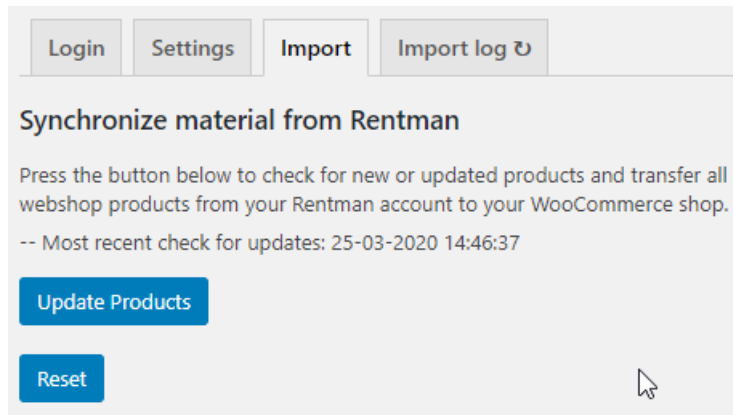 Login Settings Import Import log ↻
Synchronize material from Rentman
Press the button below to check for new or updated products and transfer all
webshop products from your Rentman account to your WooCommerce shop.
-- Most recent check for updates: 25-03-2020 14:46:37
Update Products
Reset